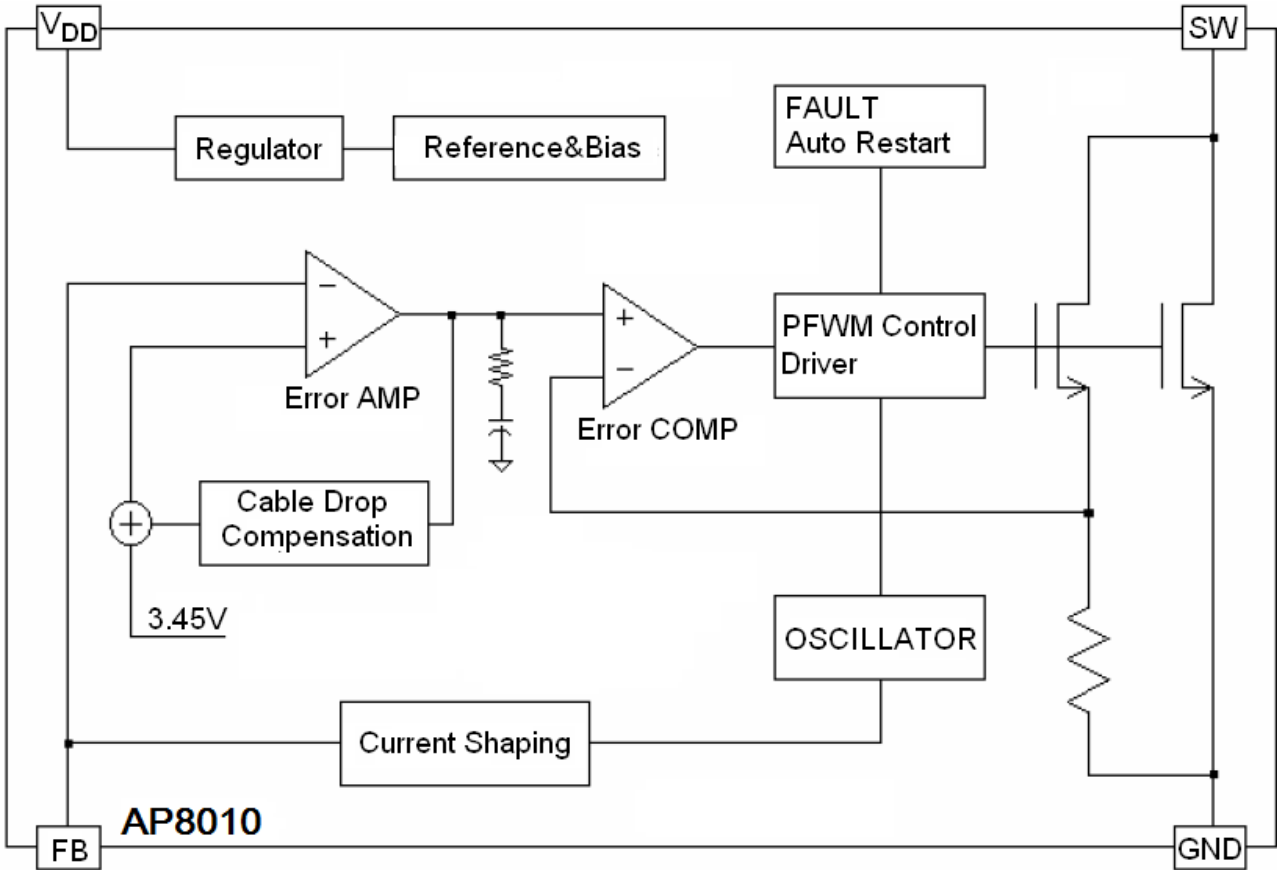 VDD
SW
Regulator
Reference&Bias
FAULT
Auto Restart
−
+
Error AMP
+
−
Error COMP
PFWM Control
Driver
Cable Drop
Compensation
+
3.45V
OSCILLATOR
Current Shaping
AP8010
FB
GND